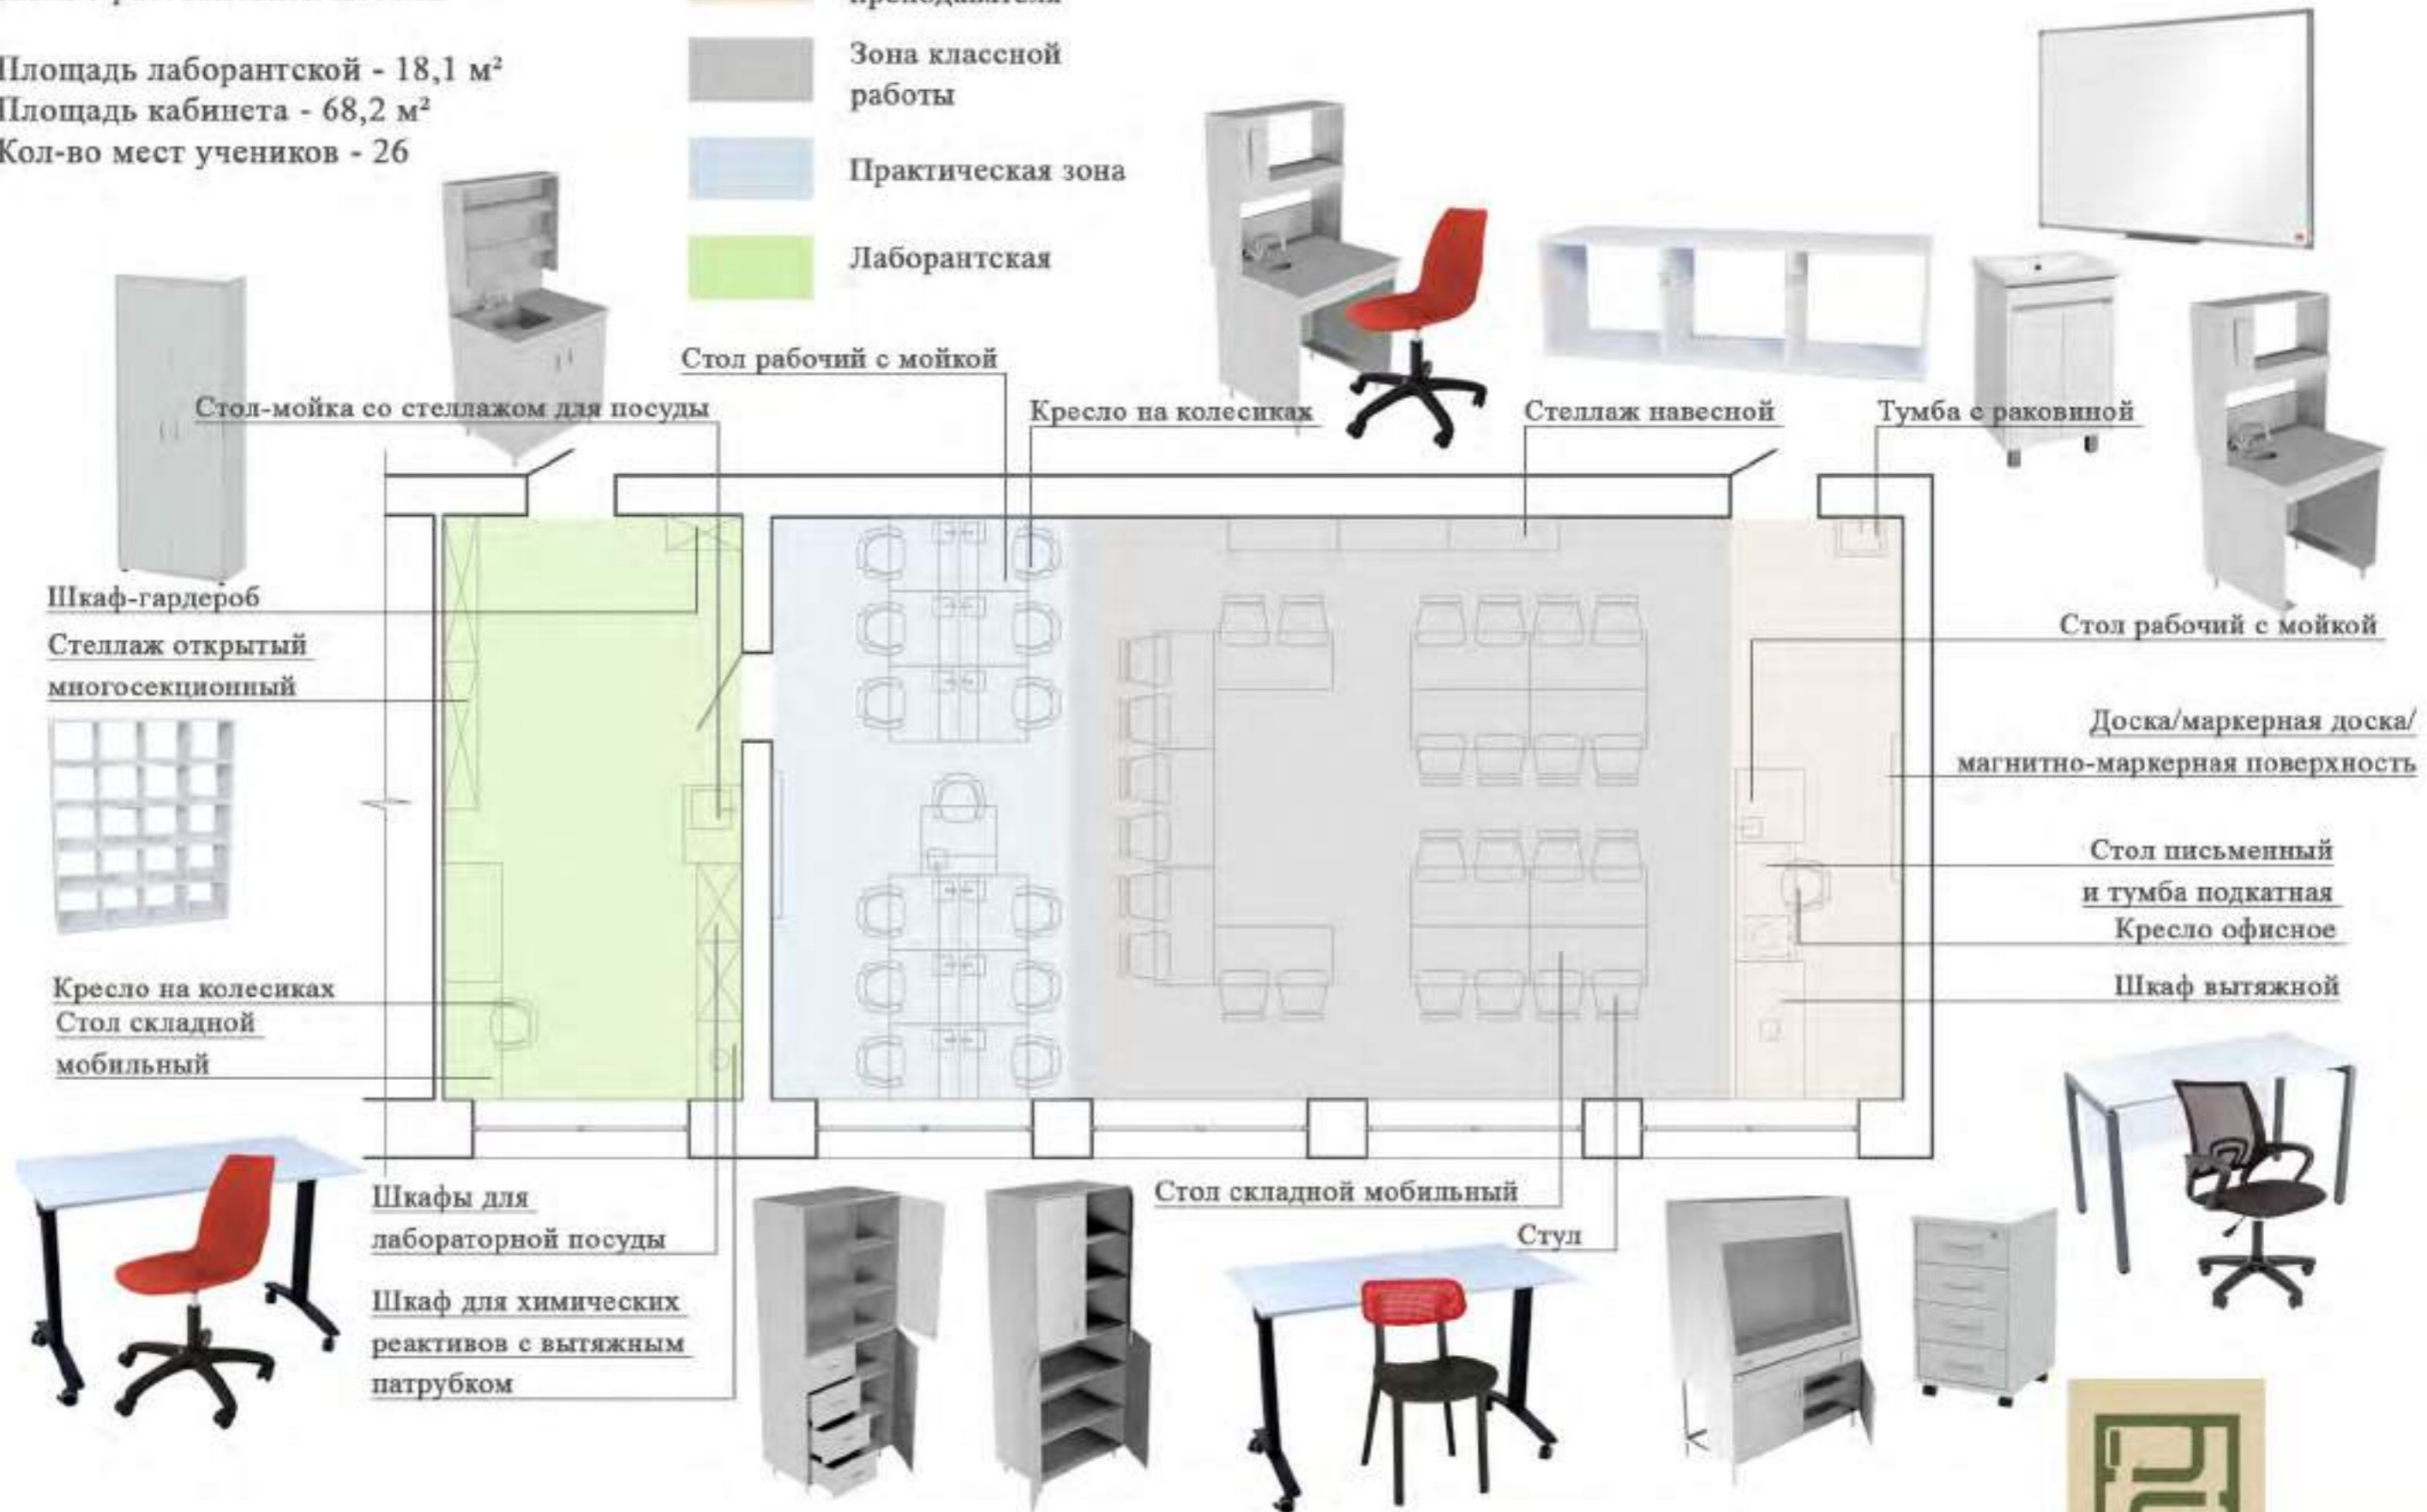 Площадь лаборантской - 18,1 м²
Площадь кабинета - 68,2 м²
Кол-во мест учеников - 26
преподавателя
Зона классной
работы
Практическая зона
Лаборантская
Стол рабочий с мойкой
Стол-мойка со стеллажом для посуды
Кресло на колесиках
Стеллаж навесной
Тумба с раковиной
Шкаф-гардероб
Стеллаж открытый
многосекционный
Стол рабочий с мойкой
Доска/маркерная доска/
магнитно-маркерная поверхность
Стол письменный
и тумба подкатная
Кресло офисное
Шкаф вытяжной
Кресло на колесиках
Стол складной
мобильный
Шкафы для
лабораторной посуды
Шкаф для химических
реактивов с вытяжным
патрубком
Стол складной мобильный
Стул